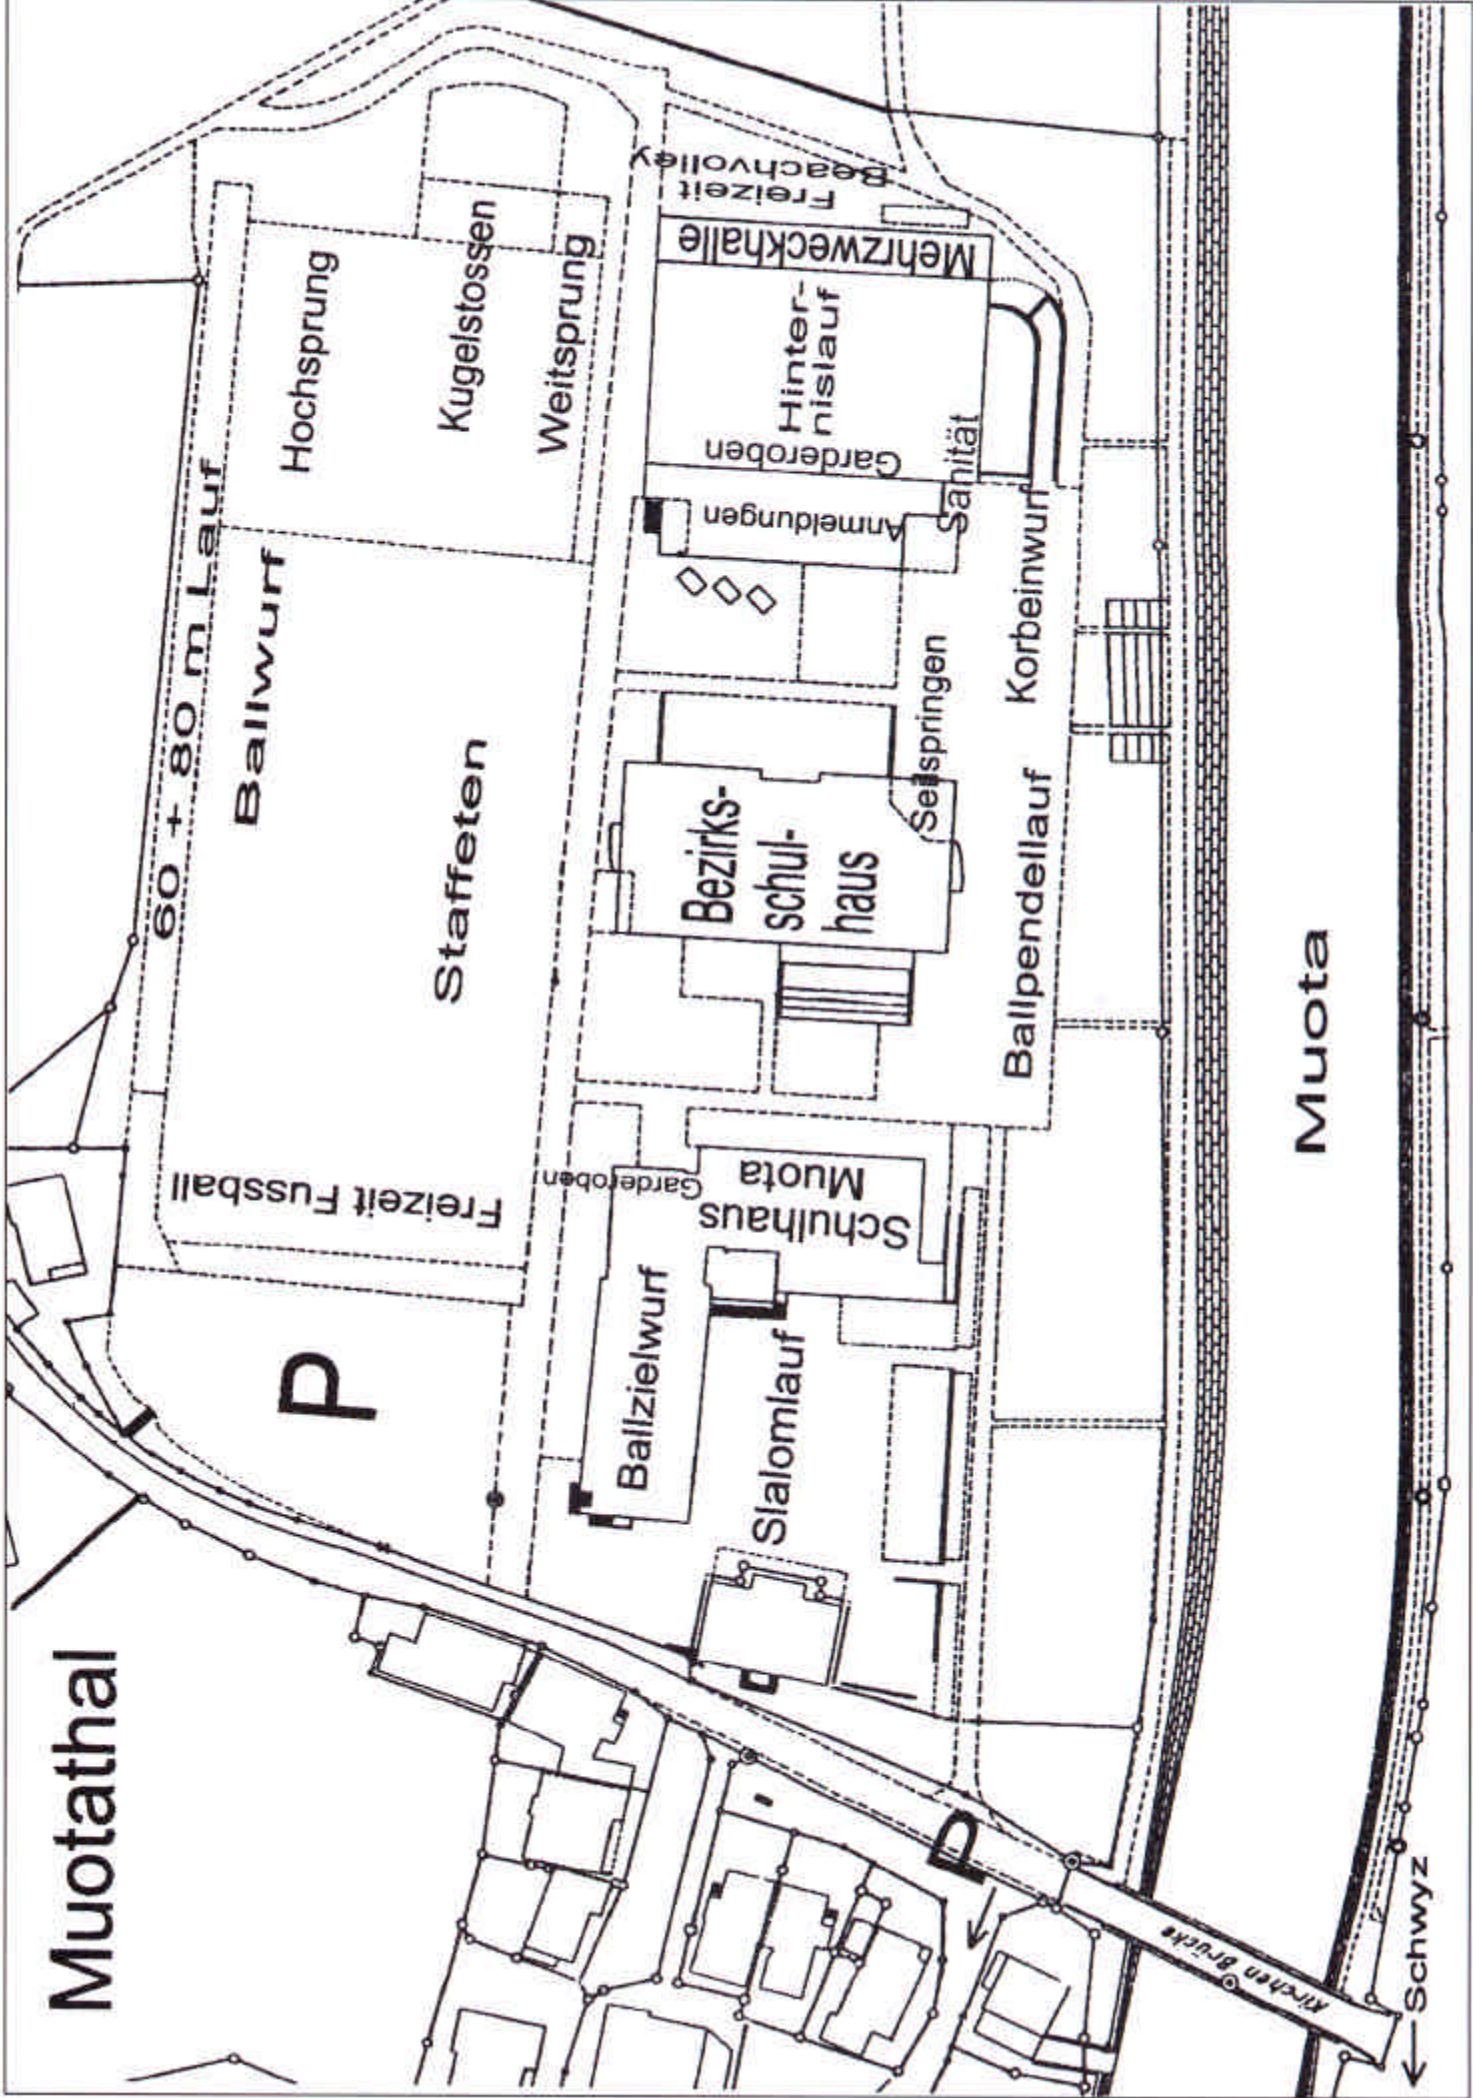 Muotathal
60 + 80 m Lauf
Ballwurf
Hochsprung
Kugelstossen
Weitsprung
Staffeten
Freizeit Fussball
P
Freizeit
Beachvolley
Mehrzweckhalle
Hinter-
nislauf
Garderoben
Anmeldungen
Sanität
Korbeinwurf
Seilspringen
Bezirks-
schul-
haus
Ballpendellauf
Garderoben
Schulhaus
Muota
Ballzielwurf
Slalomlauf
P
Muota
Kirchen Brücke
Schwyz